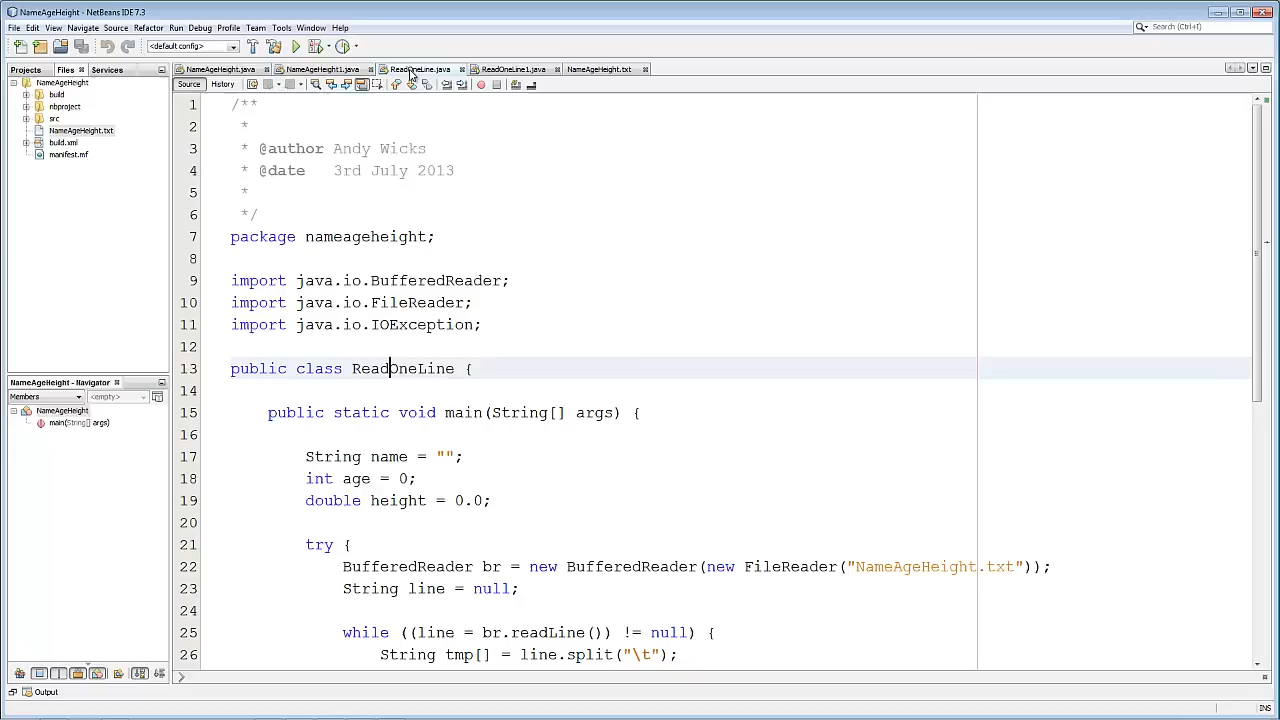 NameAgeHeight - NetBeans IDE 7.3
File Edit View Navigate Source Refactor Run Debug Profile Team Tools Window Help
Search (Ctrl+I)
<default config>
Projects Files Services
NameAgeHeight.java NameAgeHeight1.java ReadOneLine.java ReadOneLine1.java NameAgeHeight.txt
Source History
NameAgeHeight
build
nbproject
src
NameAgeHeight.txt
build.xml
manifest.mf
NameAgeHeight - Navigator
Members <empty>
NameAgeHeight
main(String[] args)
1 /**
2 *
3 * @author Andy Wicks
4 * @date 3rd July 2013
5 *
6 */
7 package nameageheight;
8
9 import java.io.BufferedReader;
10 import java.io.FileReader;
11 import java.io.IOException;
12
13 public class ReadOneLine {
14
15 public static void main(String[] args) {
16
17 String name = "";
18 int age = 0;
19 double height = 0.0;
20
21 try {
22 BufferedReader br = new BufferedReader(new FileReader("NameAgeHeight.txt"));
23 String line = null;
24
25 while ((line = br.readLine()) != null) {
26 String tmp[] = line.split("\t");
Output
INS